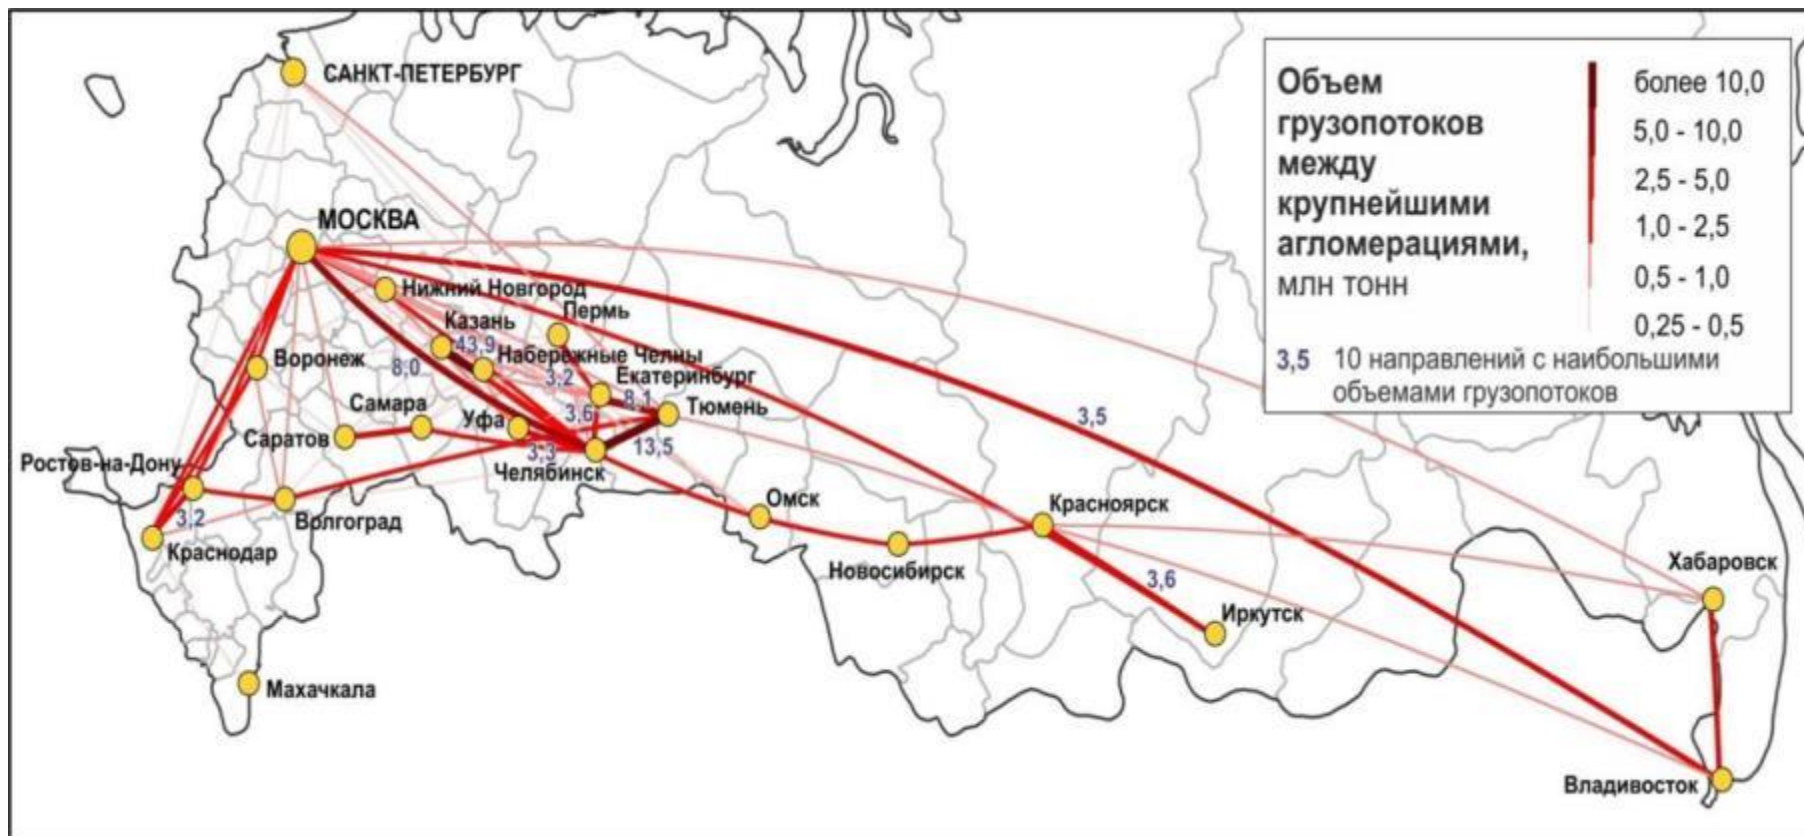 САНКТ-ПЕТЕРБУРГ
Объем
грузопотоков
между
крупнейшими
агломерациями,
млн тонн
более 10,0
5,0 - 10,0
2,5 - 5,0
1,0 - 2,5
0,5 - 1,0
0,25 - 0,5
3,5 10 направлений с наибольшими
объемами грузопотоков
МОСКВА
Нижний Новгород
Пермь
Казань
43,9
Набережные Челны
8,0
Воронеж
3,2
Екатеринбург
8,1
Тюмень
Самара
Уфа
3,6
3,5
Саратов
3,3
13,5
Ростов-на-Дону
Челябинск
Омск
Красноярск
3,2
Волгоград
Краснодар
Новосибирск
3,6
Хабаровск
Иркутск
Махачкала
Владивосток